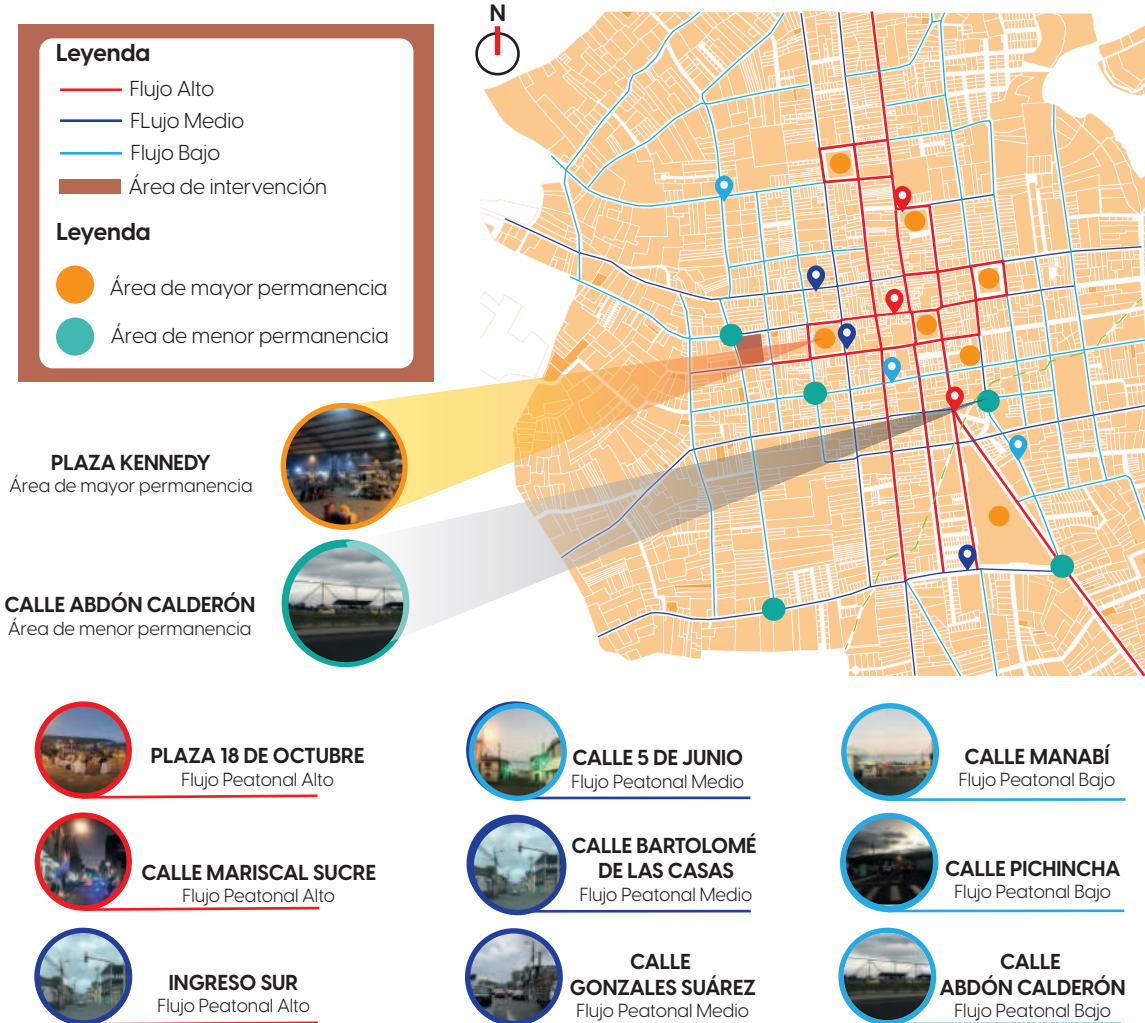 N
Leyenda
Flujo Alto
FLujo Medio
Flujo Bajo
Área de intervención
Leyenda
Área de mayor permanencia
Área de menor permanencia
PLAZA KENNEDY
Área de mayor permanencia
CALLE ABDÓN CALDERÓN
Área de menor permanencia
PLAZA 18 DE OCTUBRE
Flujo Peatonal Alto
CALLE MARISCAL SUCRE
Flujo Peatonal Alto
INGRESO SUR
Flujo Peatonal Alto
CALLE 5 DE JUNIO
Flujo Peatonal Medio
CALLE BARTOLOMÉ
DE LAS CASAS
Flujo Peatonal Medio
CALLE
GONZALES SUÁREZ
Flujo Peatonal Medio
CALLE MANABÍ
Flujo Peatonal Bajo
CALLE PICHINCHA
Flujo Peatonal Bajo
CALLE
ABDÓN CALDERÓN
Flujo Peatonal Bajo